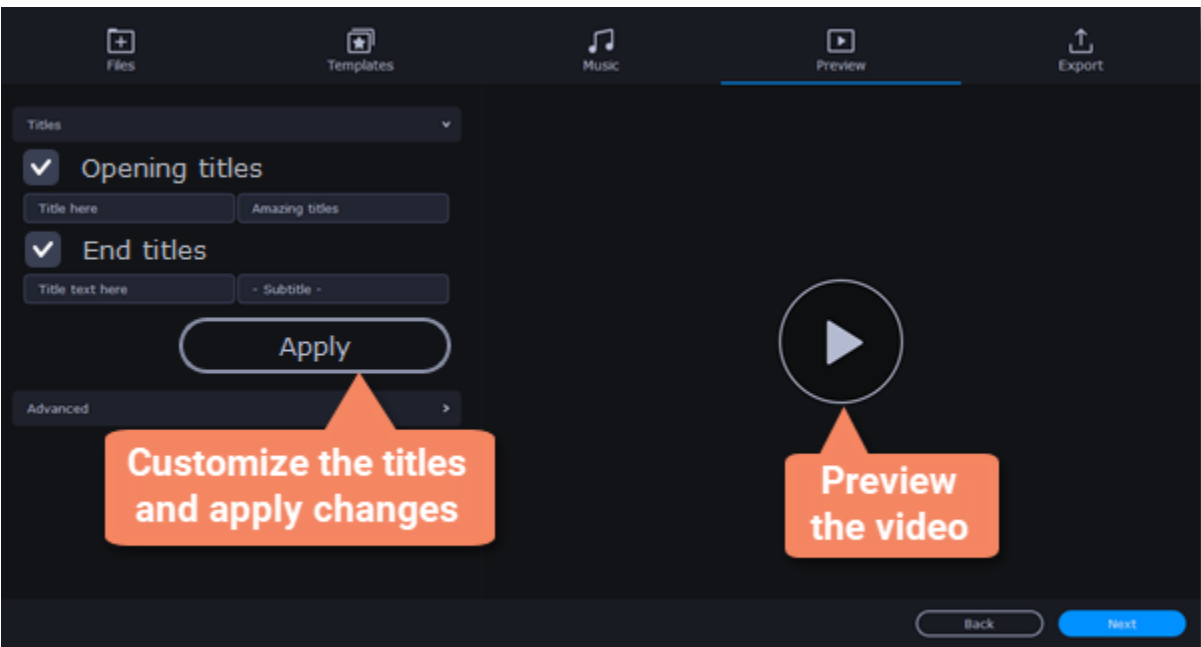 Files
Templates
Music
Preview
Export
Titles
Opening titles
Title here
Amazing titles
End titles
Title text here
- Subtitle -
Apply
Advanced
Customize the titles
and apply changes
Preview
the video
Back
Next